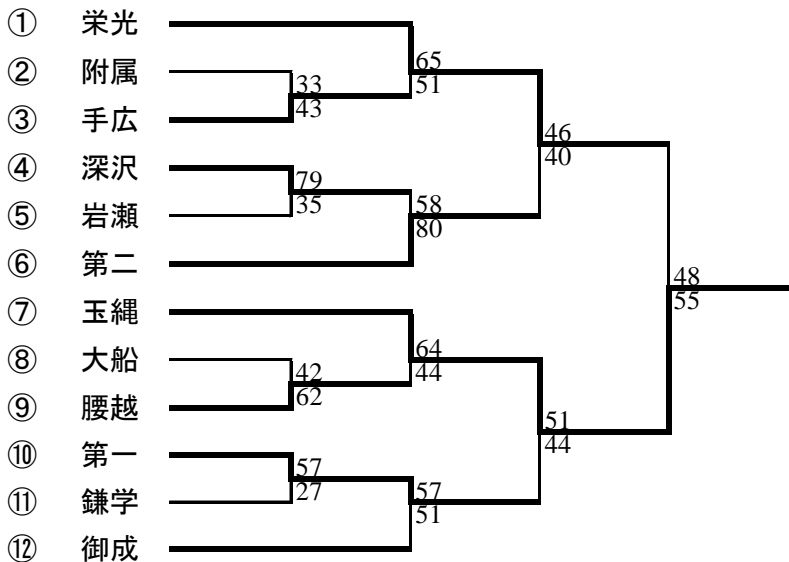 ① 栄光
② 附属
③ 手広
④ 深沢
⑤ 岩瀬
⑥ 第二
⑦ 玉縄
⑧ 大船
⑨ 腰越
⑩ 第一
⑪ 鎌学
⑫ 御成
33
43
79
35
42
62
57
27
65
51
58
80
64
44
57
51
46
40
51
44
48
55